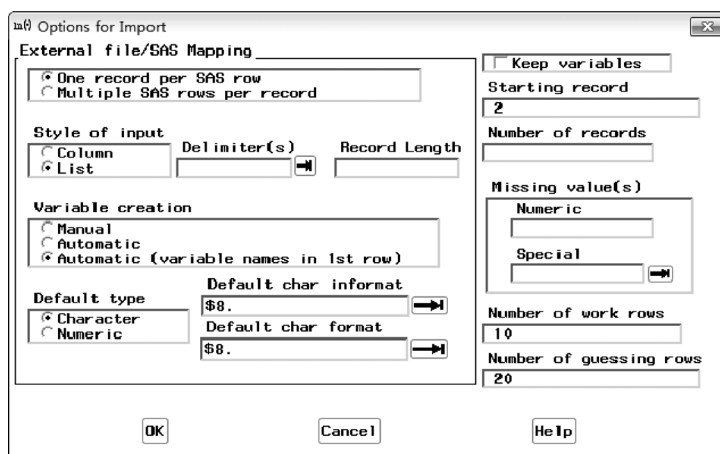 Options for Import
External file/SAS Mapping
One record per SAS row
Multiple SAS rows per record
Style of input
Column
List
Delimiter(s)
Record Length
Variable creation
Manual
Automatic
Automatic (variable names in 1st row)
Default type
Character
Numeric
Default char informat
$8.
Default char format
$8.
Keep variables
Starting record
2
Number of records
Missing value(s)
Numeric
Special
Number of work rows
10
Number of guessing rows
20
OK
Cancel
Help